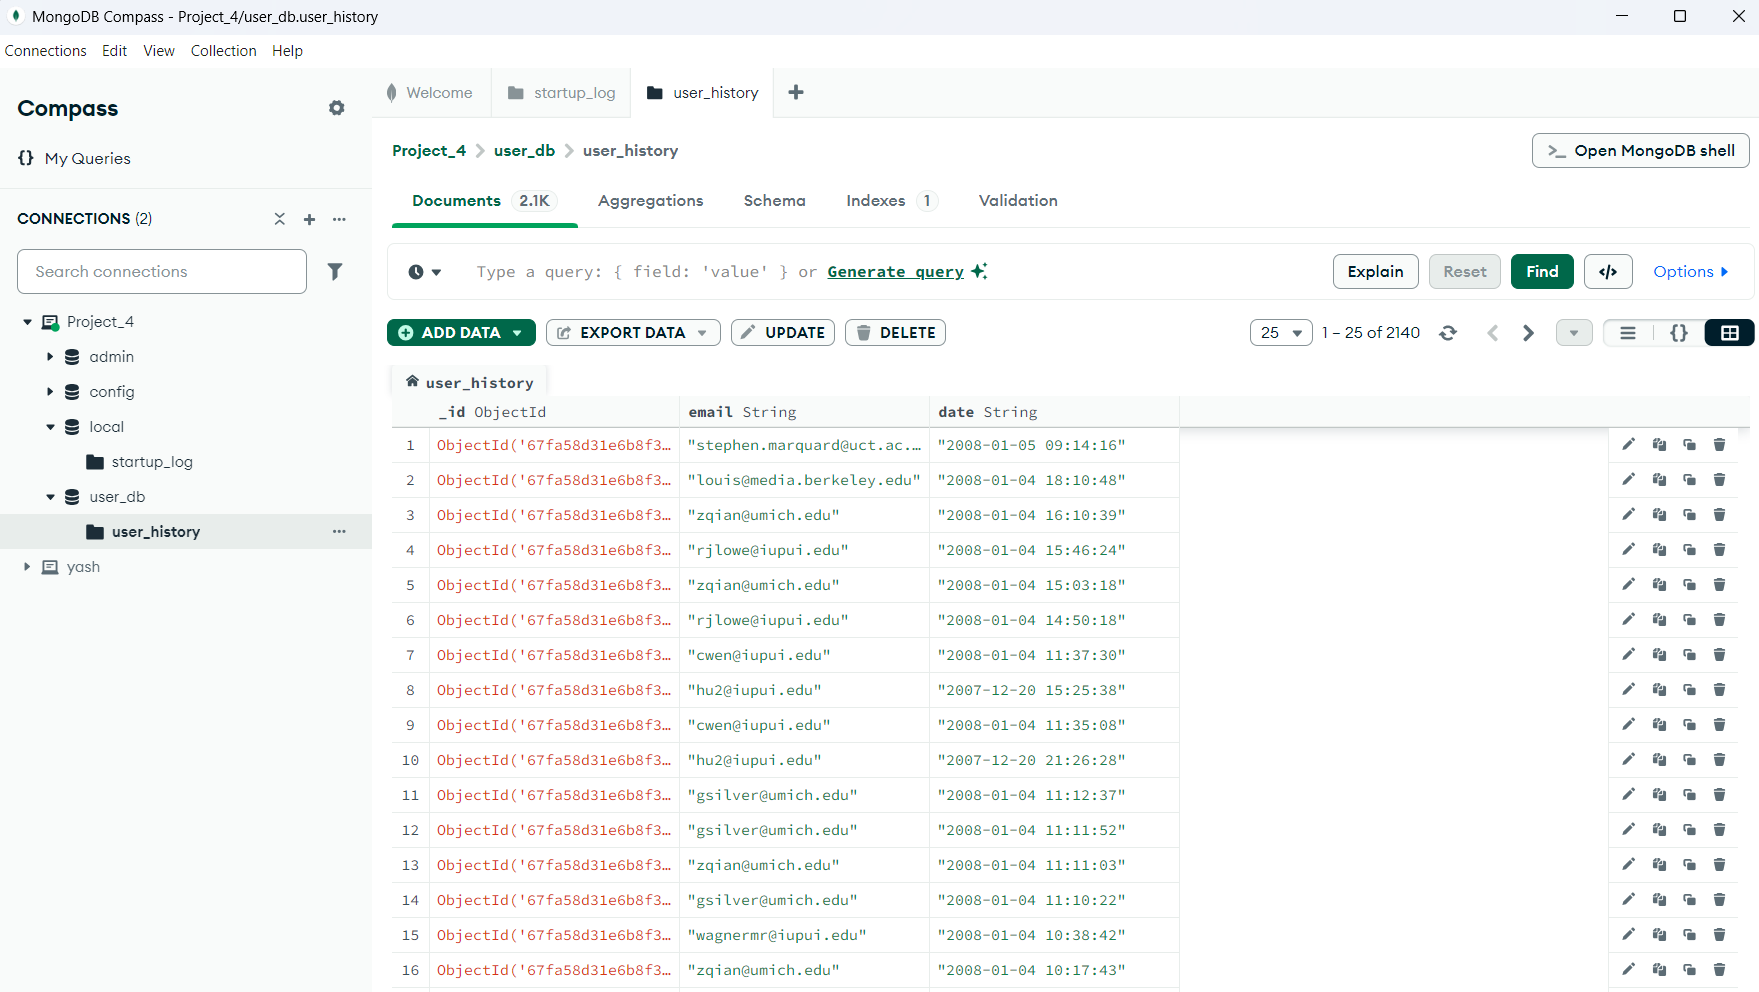 MongoDB Compass - Project_4/user_db.user_history
Connections Edit View Collection Help
Compass
{} My Queries
CONNECTIONS (2)
Search connections
Project_4
admin
config
local
startup_log
user_db
user_history
yash
Welcome startup_log user_history
Project_4 user_db user_history
>_ Open MongoDB shell
Documents 2.1K Aggregations Schema Indexes 1 Validation
Type a query: { field: 'value' } or Generate query
Explain Reset Find </> Options
ADD DATA EXPORT DATA UPDATE DELETE
25 1 – 25 of 2140 {}
user_history
_id ObjectId email String date String
1 ObjectId('67fa58d31e6b8f3… "stephen.marquard@uct.ac.… "2008-01-05 09:14:16"
2 ObjectId('67fa58d31e6b8f3… "louis@media.berkeley.edu" "2008-01-04 18:10:48"
3 ObjectId('67fa58d31e6b8f3… "zqian@umich.edu" "2008-01-04 16:10:39"
4 ObjectId('67fa58d31e6b8f3… "rjlowe@iupui.edu" "2008-01-04 15:46:24"
5 ObjectId('67fa58d31e6b8f3… "zqian@umich.edu" "2008-01-04 15:03:18"
6 ObjectId('67fa58d31e6b8f3… "rjlowe@iupui.edu" "2008-01-04 14:50:18"
7 ObjectId('67fa58d31e6b8f3… "cwen@iupui.edu" "2008-01-04 11:37:30"
8 ObjectId('67fa58d31e6b8f3… "hu2@iupui.edu" "2007-12-20 15:25:38"
9 ObjectId('67fa58d31e6b8f3… "cwen@iupui.edu" "2008-01-04 11:35:08"
10 ObjectId('67fa58d31e6b8f3… "hu2@iupui.edu" "2007-12-20 21:26:28"
11 ObjectId('67fa58d31e6b8f3… "gsilver@umich.edu" "2008-01-04 11:12:37"
12 ObjectId('67fa58d31e6b8f3… "gsilver@umich.edu" "2008-01-04 11:11:52"
13 ObjectId('67fa58d31e6b8f3… "zqian@umich.edu" "2008-01-04 11:11:03"
14 ObjectId('67fa58d31e6b8f3… "gsilver@umich.edu" "2008-01-04 11:10:22"
15 ObjectId('67fa58d31e6b8f3… "wagnermr@iupui.edu" "2008-01-04 10:38:42"
16 ObjectId('67fa58d31e6b8f3… "zqian@umich.edu" "2008-01-04 10:17:43"